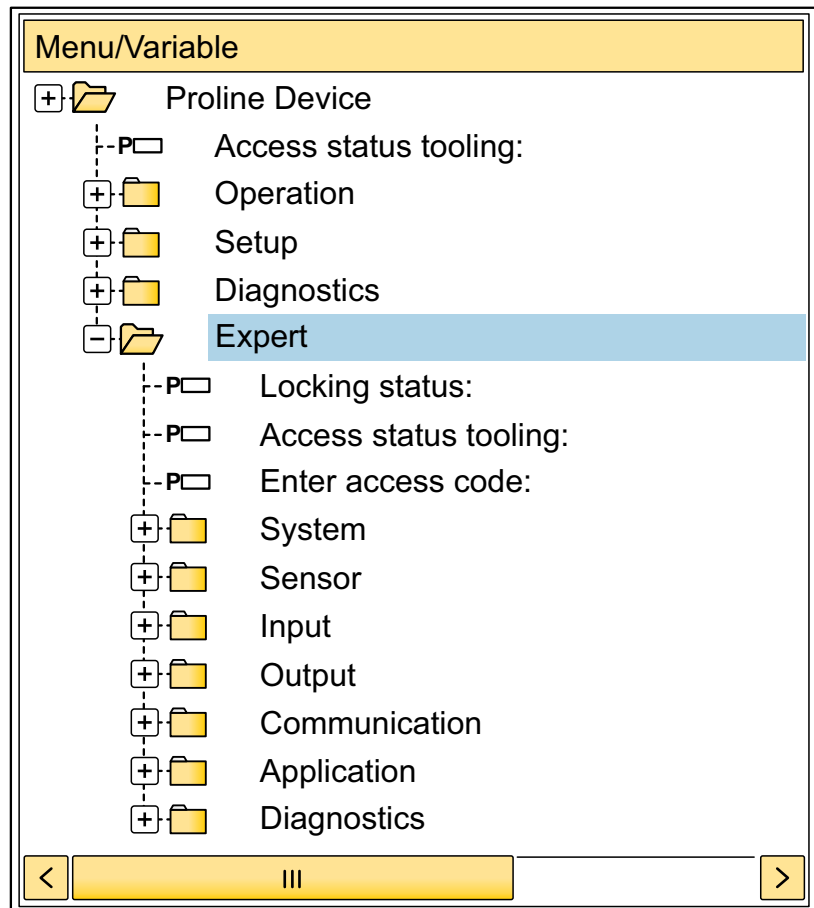 Menu/Variable
Proline Device
P Access status tooling:
Operation
Setup
Diagnostics
Expert
P Locking status:
P Access status tooling:
P Enter access code:
System
Sensor
Input
Output
Communication
Application
Diagnostics